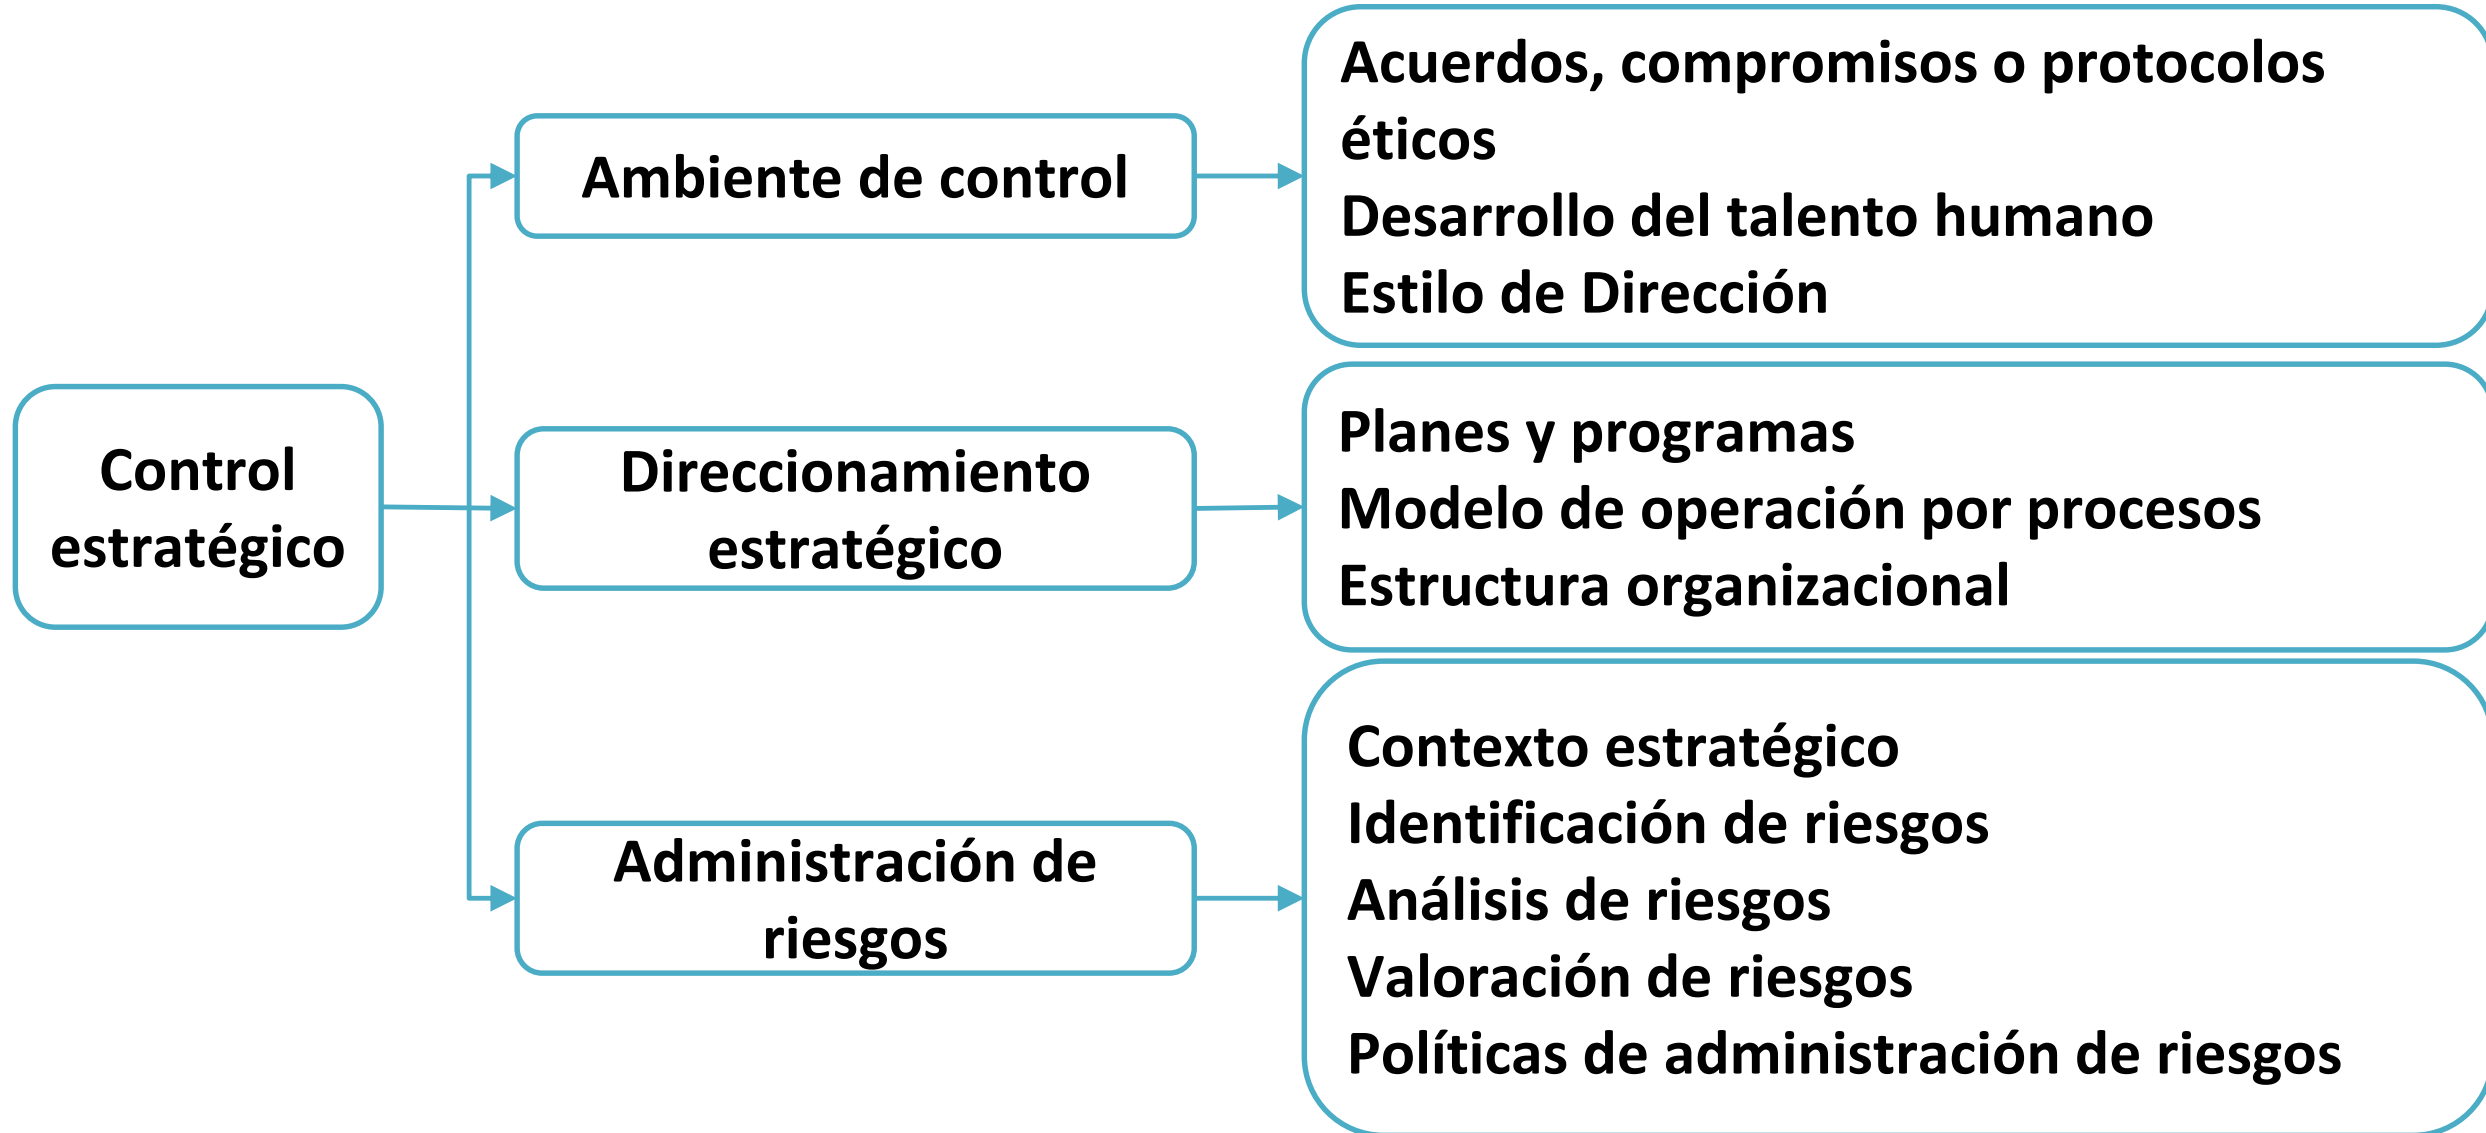 Control
estratégico
Ambiente de control
Acuerdos, compromisos o protocolos
éticos
Desarrollo del talento humano
Estilo de Dirección
Direccionamiento
estratégico
Planes y programas
Modelo de operación por procesos
Estructura organizacional
Administración de
riesgos
Contexto estratégico
Identificación de riesgos
Análisis de riesgos
Valoración de riesgos
Políticas de administración de riesgos